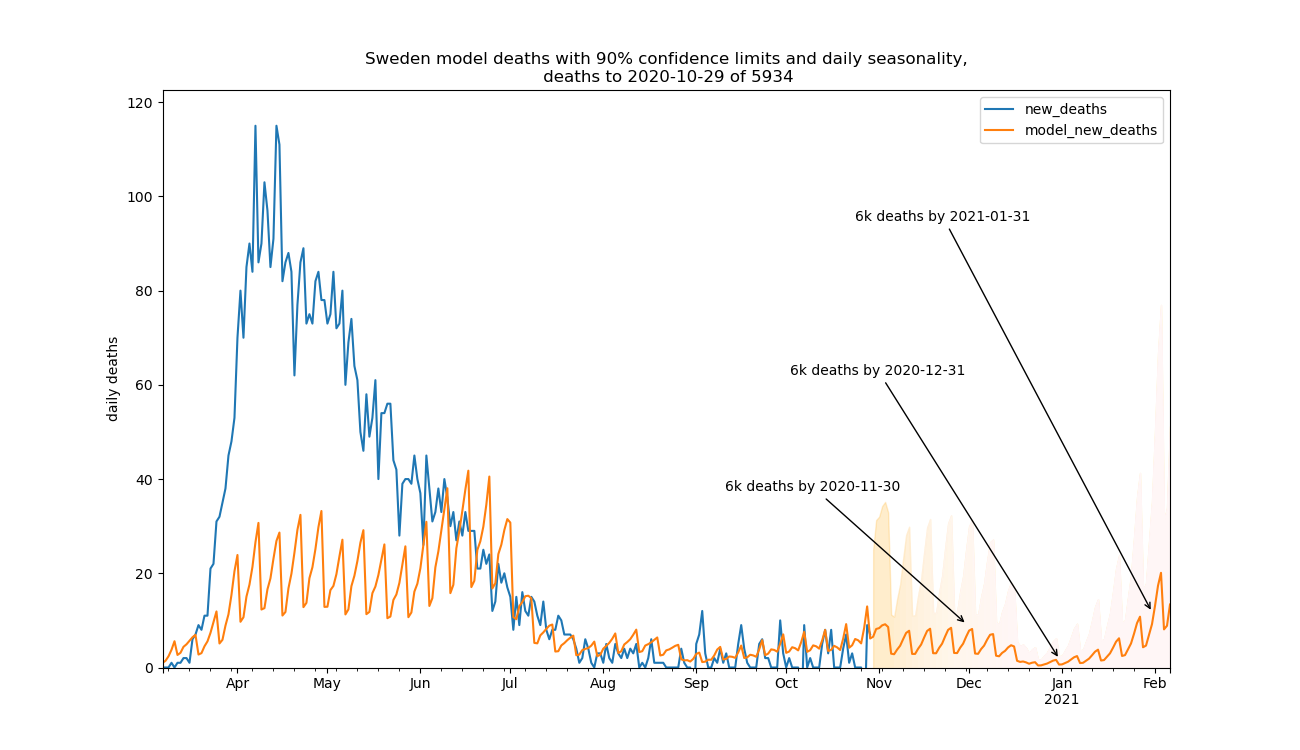 Sweden model deaths with 90% confidence limits and daily seasonality,
deaths to 2020-10-29 of 5934
120
100
80
60
40
20
0
daily deaths
new_deaths
model_new_deaths
6k deaths by 2021-01-31
6k deaths by 2020-12-31
6k deaths by 2020-11-30
Apr
May
Jun
Jul
Aug
Sep
Oct
Nov
Dec
Jan
2021
Feb